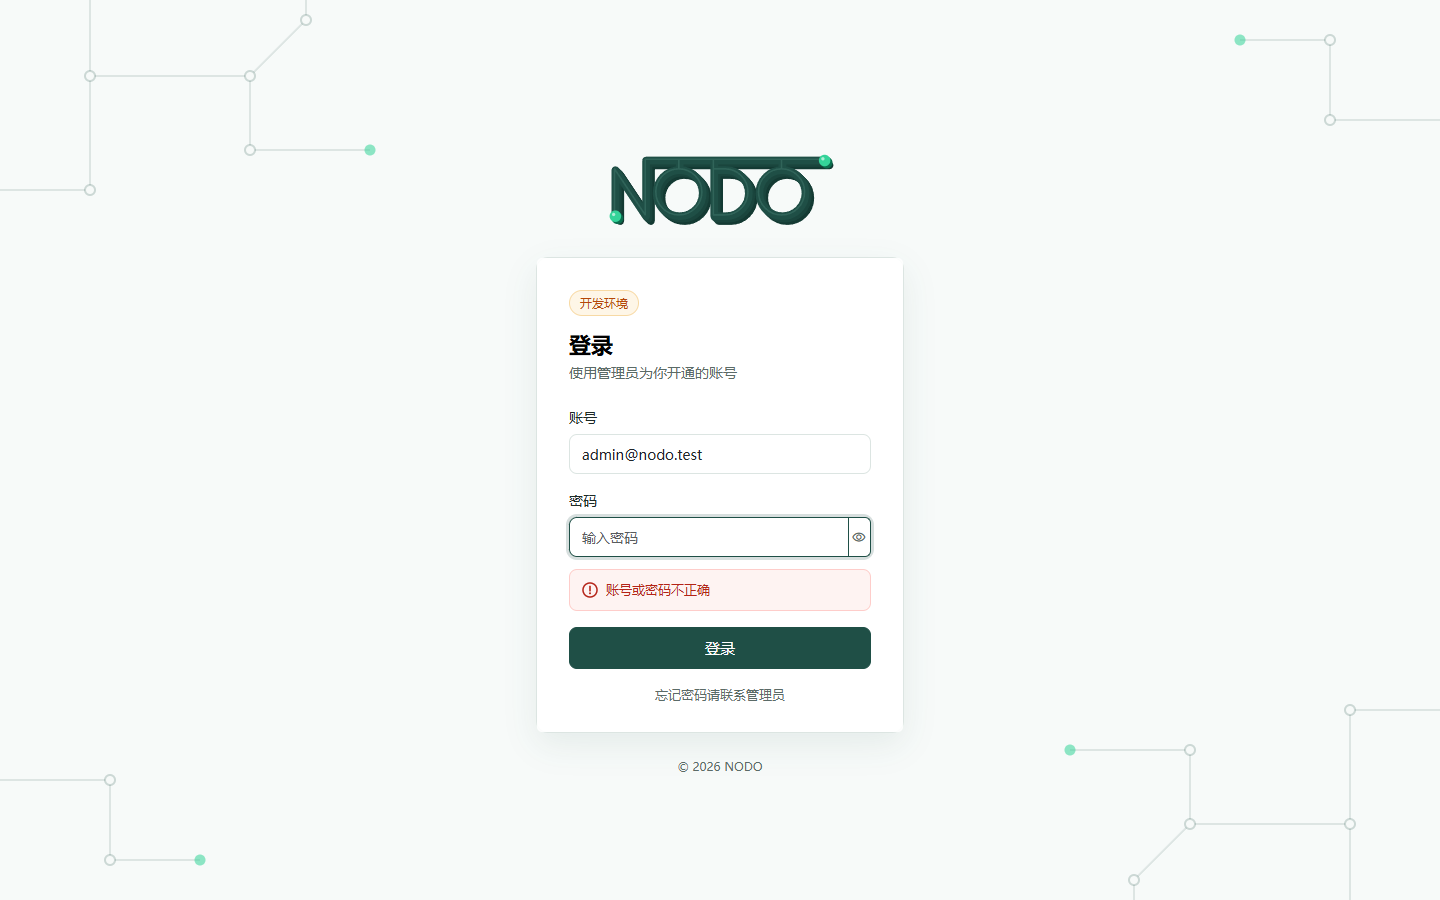 NODO
开发环境
登录
使用管理员为你开通的账号
账号
admin@nodo.test
密码
输入密码
账号或密码不正确
登录
忘记密码请联系管理员
© 2026 NODO